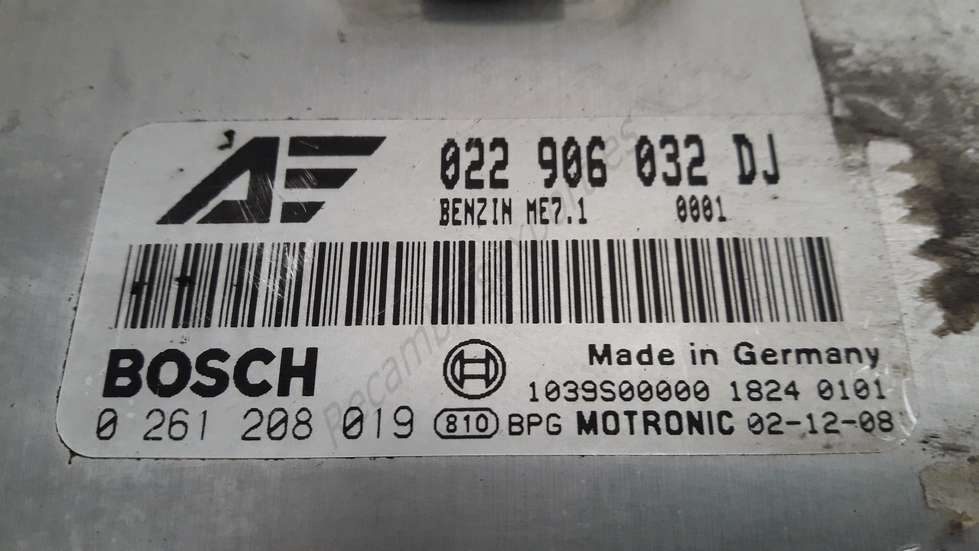 AF
022 906 032 DJ
BENZIN ME7.1 0001
BOSCH
Made in Germany
1039S00000 1824 0101
0 261 208 019 810 BPG MOTRONIC 02-12-08